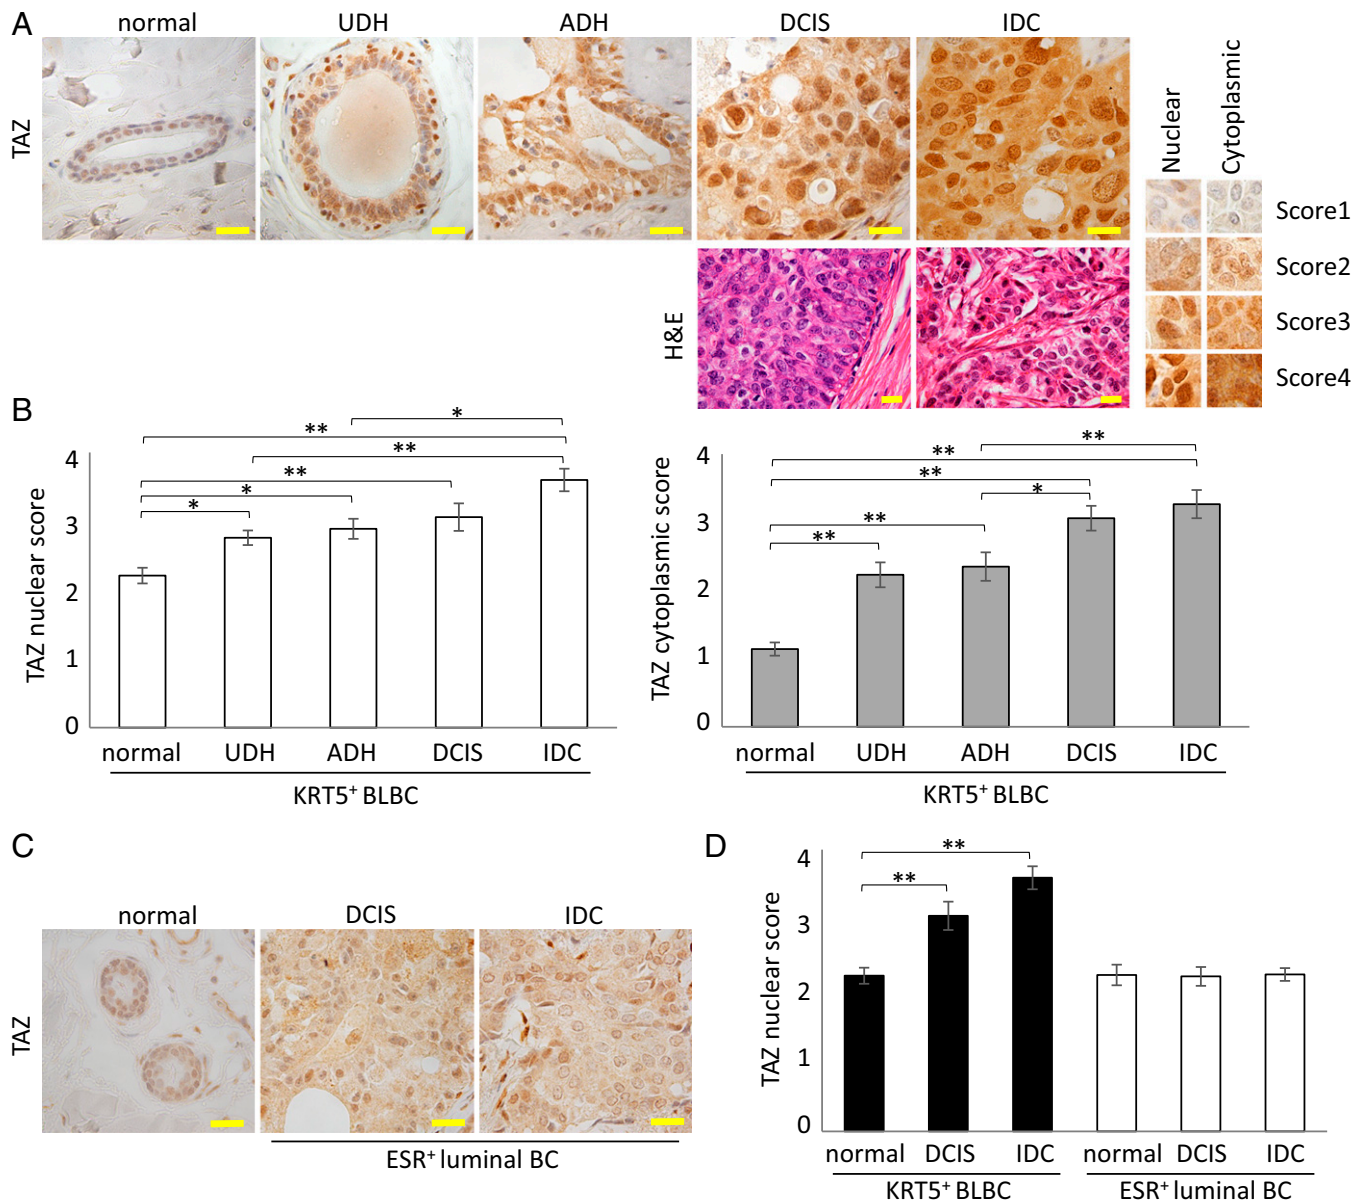 A
normal UDH ADH DCIS IDC
TAZ
Nuclear Cytoplasmic
Score1
Score2
Score3
Score4
H&E
B
TAZ nuclear score
4
3
2
1
0
* ** ** ** * *
normal UDH ADH DCIS IDC
KRT5+ BLBC
TAZ cytoplasmic score
4
3
2
1
0
** ** ** * ** **
normal UDH ADH DCIS IDC
KRT5+ BLBC
C
normal DCIS IDC
TAZ
ESR+ luminal BC
D
TAZ nuclear score
4
3
2
1
0
** **
normal DCIS IDC normal DCIS IDC
KRT5+ BLBC ESR+ luminal BC